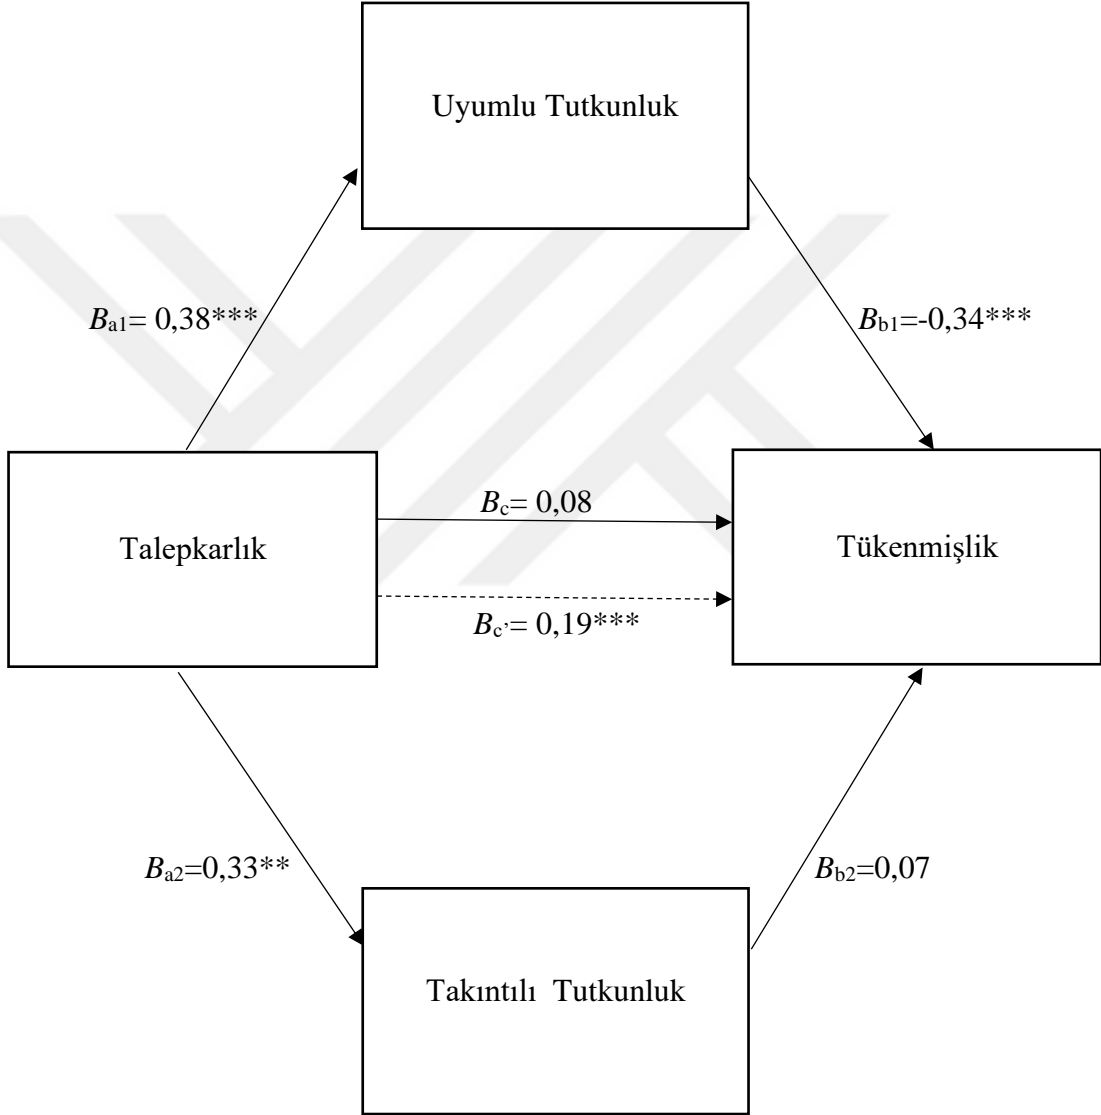 Uyumlu Tutkunluk
Ba1= 0,38***
Bb1=-0,34***
Bc= 0,08
Talepkarlık
Tükenmişlik
Bc’= 0,19***
Ba2=0,33**
Bb2=0,07
Takıntılı  Tutkunluk